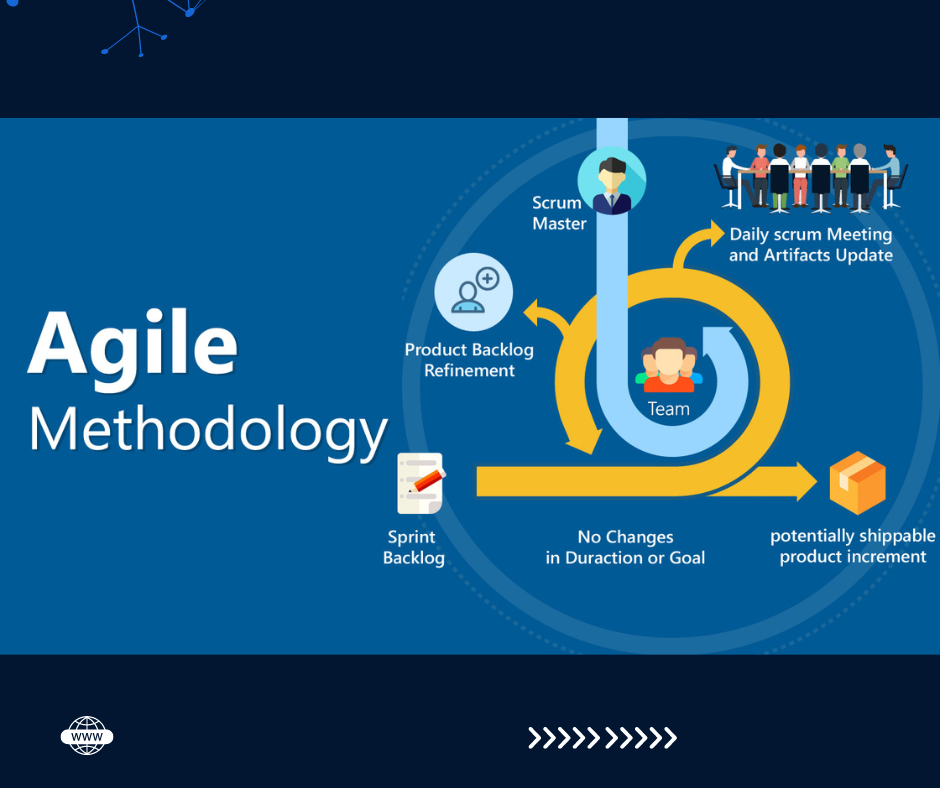 Agile
Methodology
Scrum
Master
Daily scrum Meeting
and Artifacts Update
Product Backlog
Refinement
Team
Sprint
Backlog
No Changes
in Duraction or Goal
potentially shippable
product increment
WWW